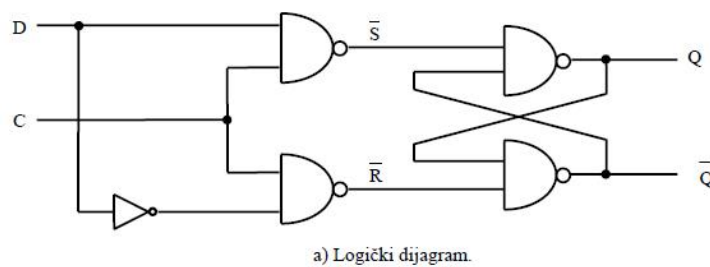 D
S̅
Q
C
R̅
Q̅
a) Logički dijagram.